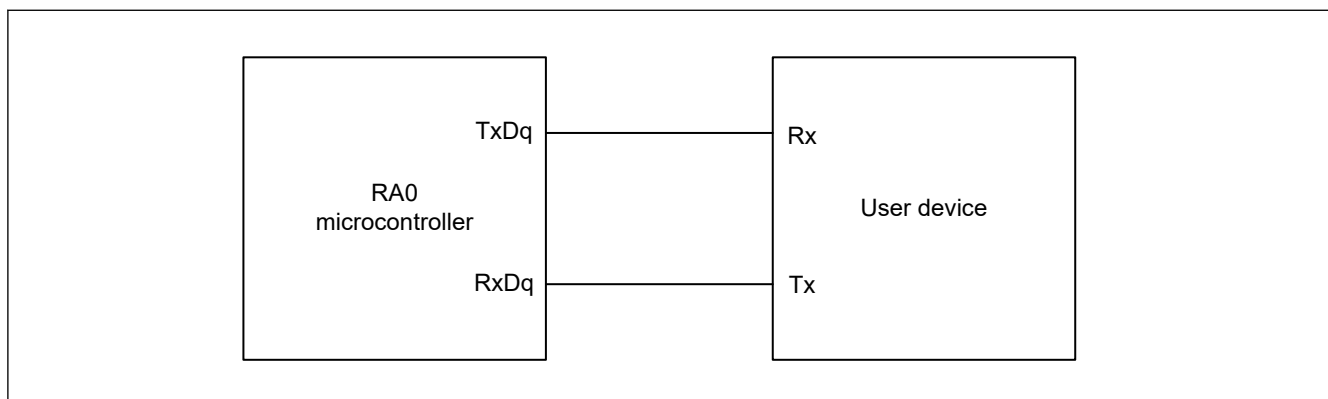 TxDq
Rx
RA0
microcontroller
User device
RxDq
Tx